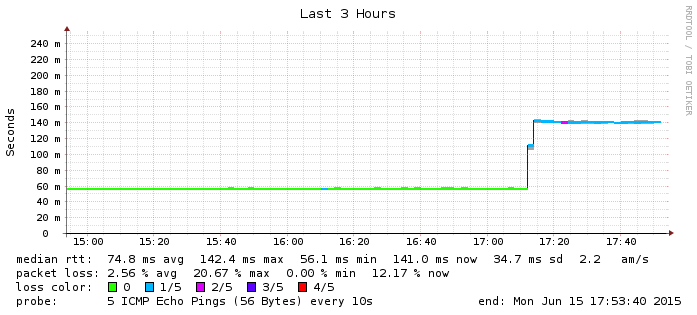 Last 3 Hours
RRDTOOL / TOBI OETIKER
Seconds
240 m
220 m
200 m
180 m
160 m
140 m
120 m
100 m
80 m
60 m
40 m
20 m
0
15:00 15:20 15:40 16:00 16:20 16:40 17:00 17:20 17:40
median rtt: 74.8 ms avg 142.4 ms max 56.1 ms min 141.0 ms now 34.7 ms sd 2.2 am/s
packet loss: 2.56 % avg 20.67 % max 0.00 % min 12.17 % now
loss color: 0 1/5 2/5 3/5 4/5
probe: 5 ICMP Echo Pings (56 Bytes) every 10s end: Mon Jun 15 17:53:40 2015